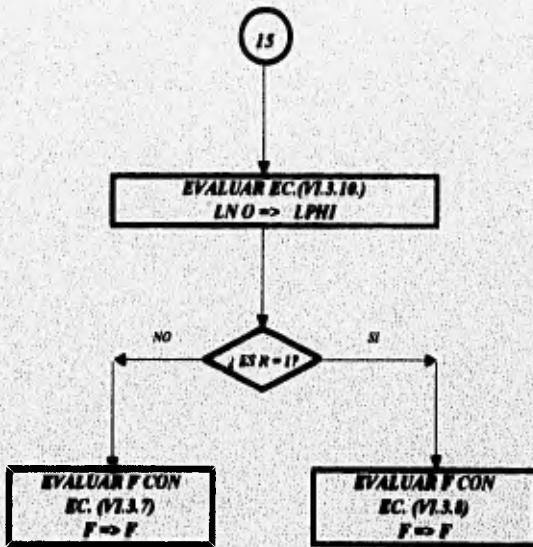 15
EVALUAR EC.(VI.3.10.)
LN O => LPHI
NO
SI
¿ ES R = 1?
EVALUAR F CON
EC. (VI.3.7)
F => F
EVALUAR F CON
EC. (VI.3.8)
F => F